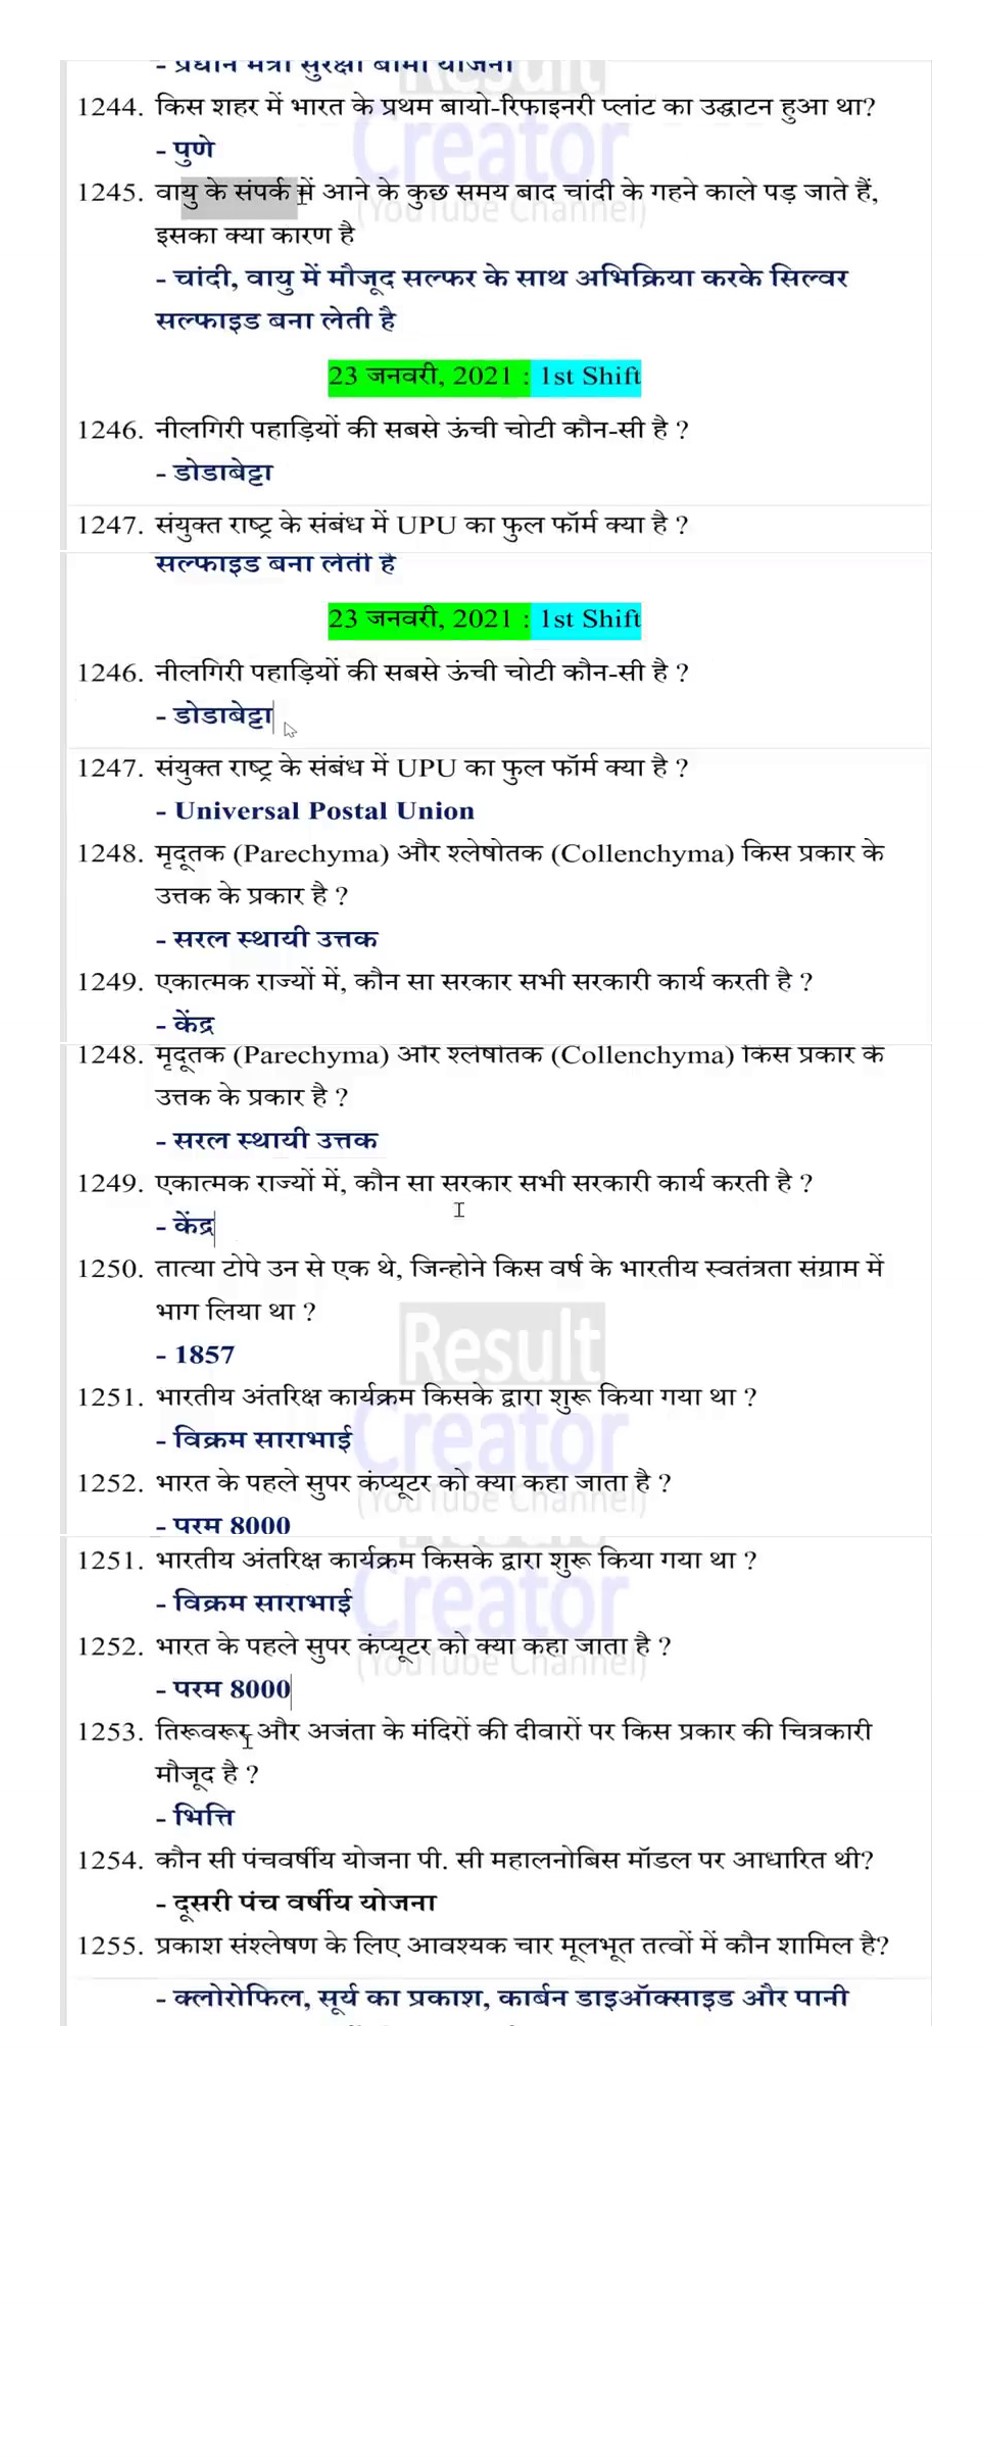 - प्रधान मंत्री सुरक्षा बीमा योजना
Result
Creator
(YouTube Channel)
1244. किस शहर में भारत के प्रथम बायो-रिफाइनरी प्लांट का उद्घाटन हुआ था?
- पुणे
1245. वायु के संपर्क में आने के कुछ समय बाद चांदी के गहने काले पड़ जाते हैं,
इसका क्या कारण है
- चांदी, वायु में मौजूद सल्फर के साथ अभिक्रिया करके सिल्वर
सल्फाइड बना लेती है
23 जनवरी, 2021 : 1st Shift
1246. नीलगिरी पहाड़ियों की सबसे ऊंची चोटी कौन-सी है ?
- डोडाबेट्टा
1247. संयुक्त राष्ट्र के संबंध में UPU का फुल फॉर्म क्या है ?
सल्फाइड बना लेती है
23 जनवरी, 2021 : 1st Shift
1246. नीलगिरी पहाड़ियों की सबसे ऊंची चोटी कौन-सी है ?
- डोडाबेट्टा
1247. संयुक्त राष्ट्र के संबंध में UPU का फुल फॉर्म क्या है ?
- Universal Postal Union
1248. मृदूतक (Parechyma) और श्लेषोतक (Collenchyma) किस प्रकार के
उत्तक के प्रकार है ?
- सरल स्थायी उत्तक
1249. एकात्मक राज्यों में, कौन सा सरकार सभी सरकारी कार्य करती है ?
- केंद्र
1248. मृदूतक (Parechyma) और श्लेषोतक (Collenchyma) किस प्रकार के
उत्तक के प्रकार है ?
- सरल स्थायी उत्तक
1249. एकात्मक राज्यों में, कौन सा सरकार सभी सरकारी कार्य करती है ?
- केंद्र
1250. तात्या टोपे उन से एक थे, जिन्होने किस वर्ष के भारतीय स्वतंत्रता संग्राम में
भाग लिया था ?
Result
- 1857
1251. भारतीय अंतरिक्ष कार्यक्रम किसके द्वारा शुरू किया गया था ?
- विक्रम साराभाई
Creator
1252. भारत के पहले सुपर कंप्यूटर को क्या कहा जाता है ?
(YouTube Channel)
- परम 8000
1251. भारतीय अंतरिक्ष कार्यक्रम किसके द्वारा शुरू किया गया था ?
- विक्रम साराभाई
Creator
1252. भारत के पहले सुपर कंप्यूटर को क्या कहा जाता है ?
(YouTube Channel)
- परम 8000
1253. तिरूवरूर और अजंता के मंदिरों की दीवारों पर किस प्रकार की चित्रकारी
मौजूद है ?
- भित्ति
1254. कौन सी पंचवर्षीय योजना पी. सी महालनोबिस मॉडल पर आधारित थी?
- दूसरी पंच वर्षीय योजना
1255. प्रकाश संश्लेषण के लिए आवश्यक चार मूलभूत तत्वों में कौन शामिल है?
- क्लोरोफिल, सूर्य का प्रकाश, कार्बन डाइऑक्साइड और पानी